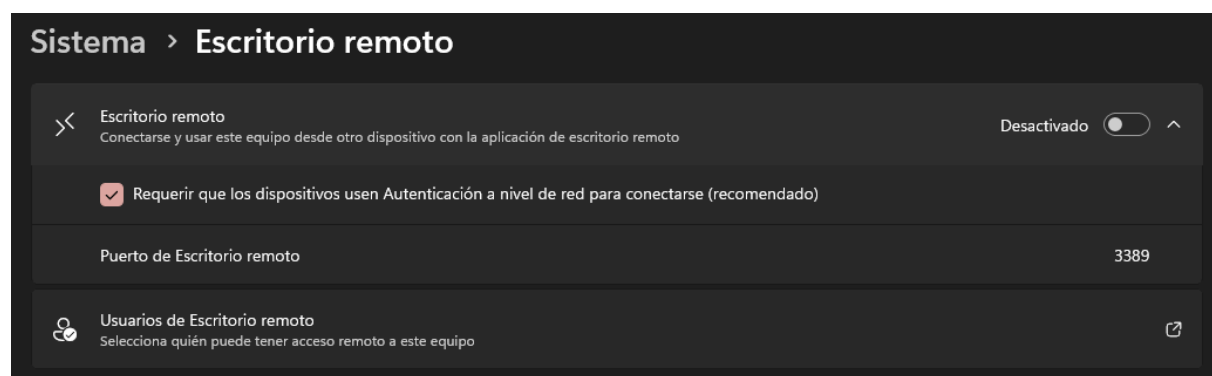 Sistema > Escritorio remoto
Escritorio remoto
Conectarse y usar este equipo desde otro dispositivo con la aplicación de escritorio remoto
Desactivado
Requerir que los dispositivos usen Autenticación a nivel de red para conectarse (recomendado)
Puerto de Escritorio remoto
3389
Usuarios de Escritorio remoto
Selecciona quién puede tener acceso remoto a este equipo